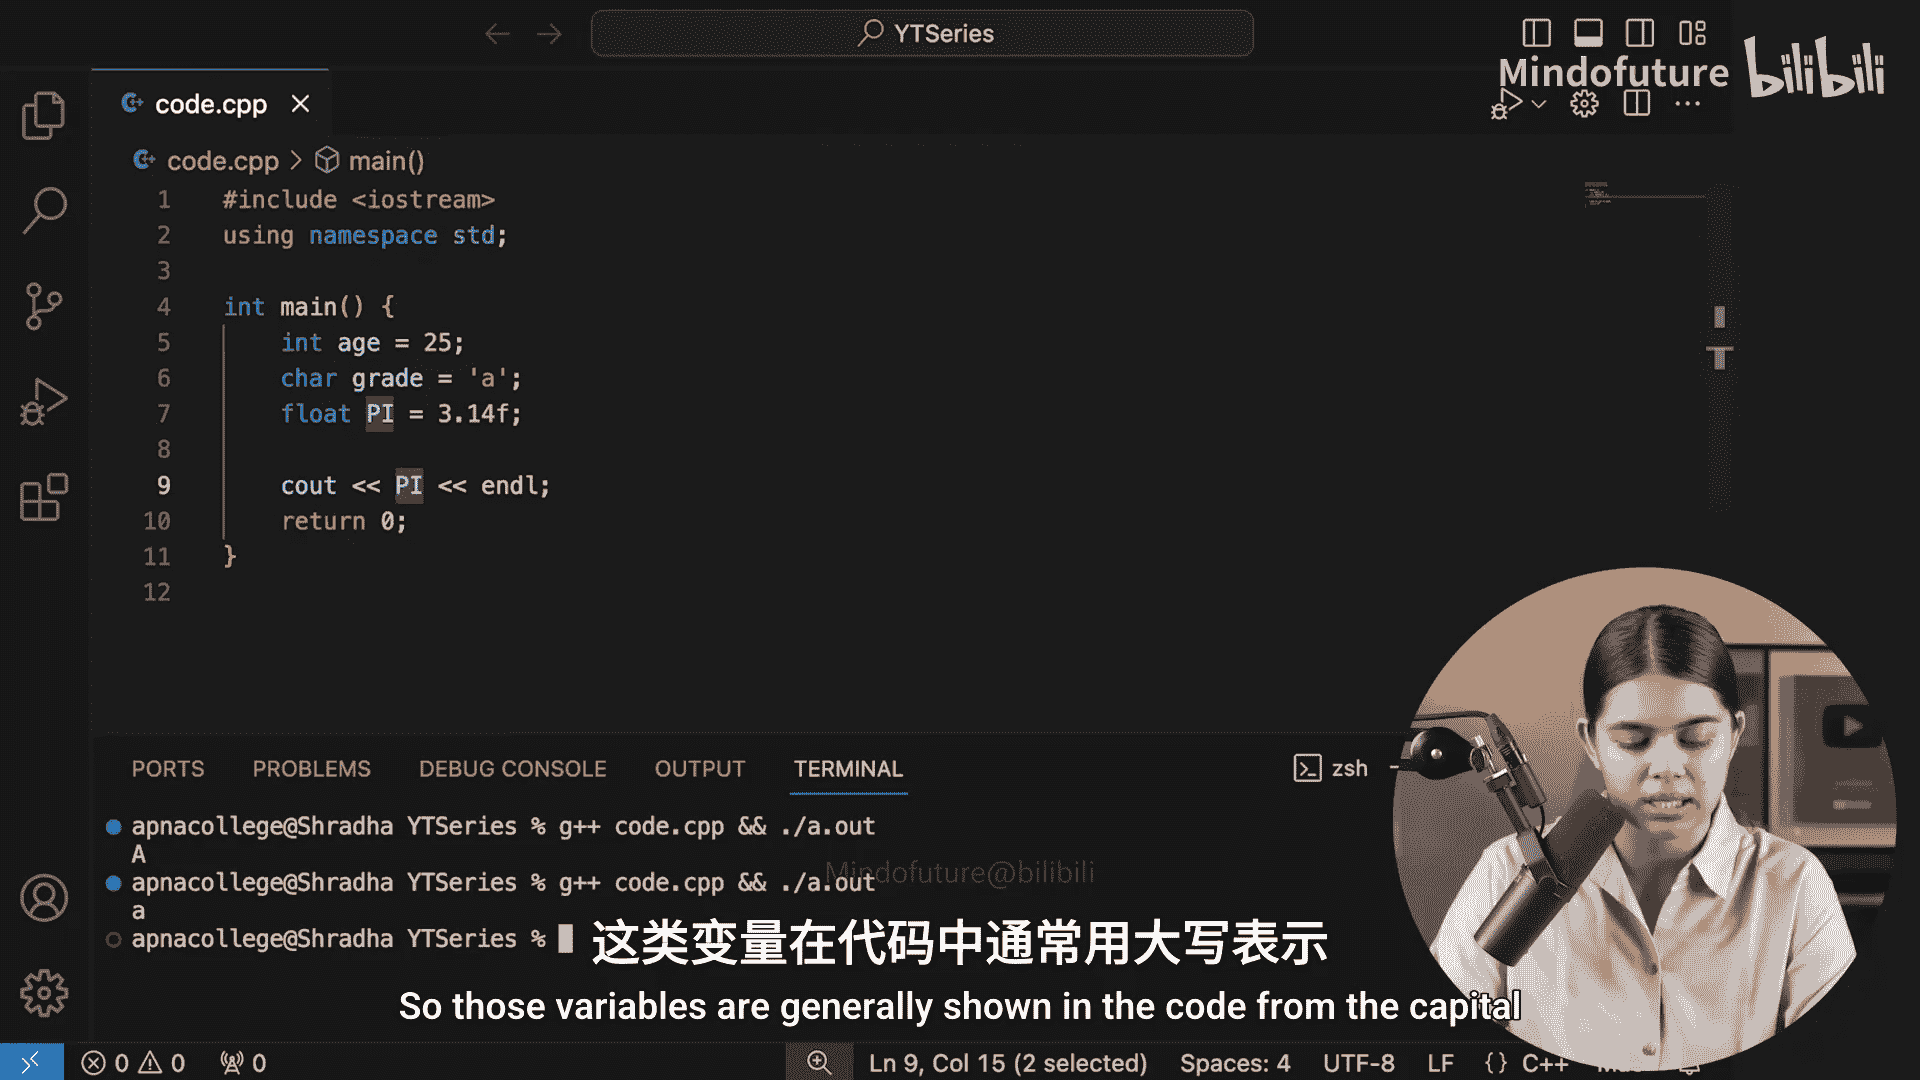 YTSeries
Mindofuture bilibili
code.cpp
code.cpp > main()
1 #include <iostream>
2 using namespace std;
3
4 int main() {
5 int age = 25;
6 char grade = 'a';
7 float PI = 3.14f;
8
9 cout << PI << endl;
10 return 0;
11 }
12
PORTS PROBLEMS DEBUG CONSOLE OUTPUT TERMINAL zsh
apnacollege@Shradha YTSeries % g++ code.cpp && ./a.out
A
Mindofuture@bilibili
apnacollege@Shradha YTSeries % g++ code.cpp && ./a.out
a
apnacollege@Shradha YTSeries %
这类变量在代码中通常用大写表示
So those variables are generally shown in the code from the capital
0 0 0 Ln 9, Col 15 (2 selected) Spaces: 4 UTF-8 LF {} C++